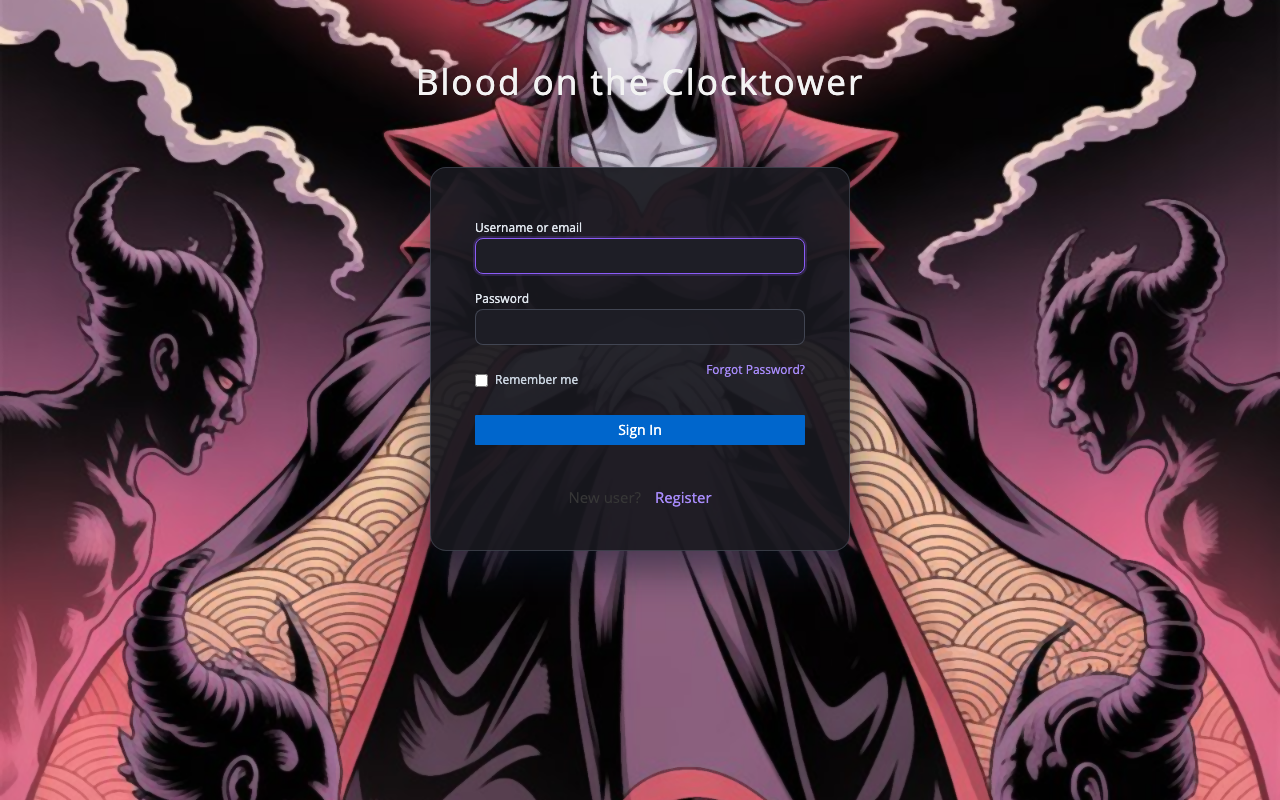 Blood on the Clocktower
Username or email
Password
Forgot Password?
Remember me
Sign In
New user? Register